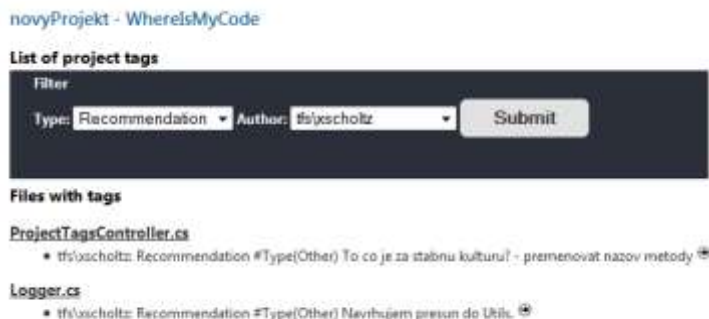 novyProjekt - WhereIsMyCode
List of project tags
Filter
Type: Recommendation Author: tfs\xscholtz Submit
Files with tags
ProjectTagsController.cs
• tfs\xscholtz: Recommendation #Type(Other) To co je za stabnu kulturu? - premenovat nazov metody
Logger.cs
• tfs\xscholtz: Recommendation #Type(Other) Navrhujem presun do Utils.